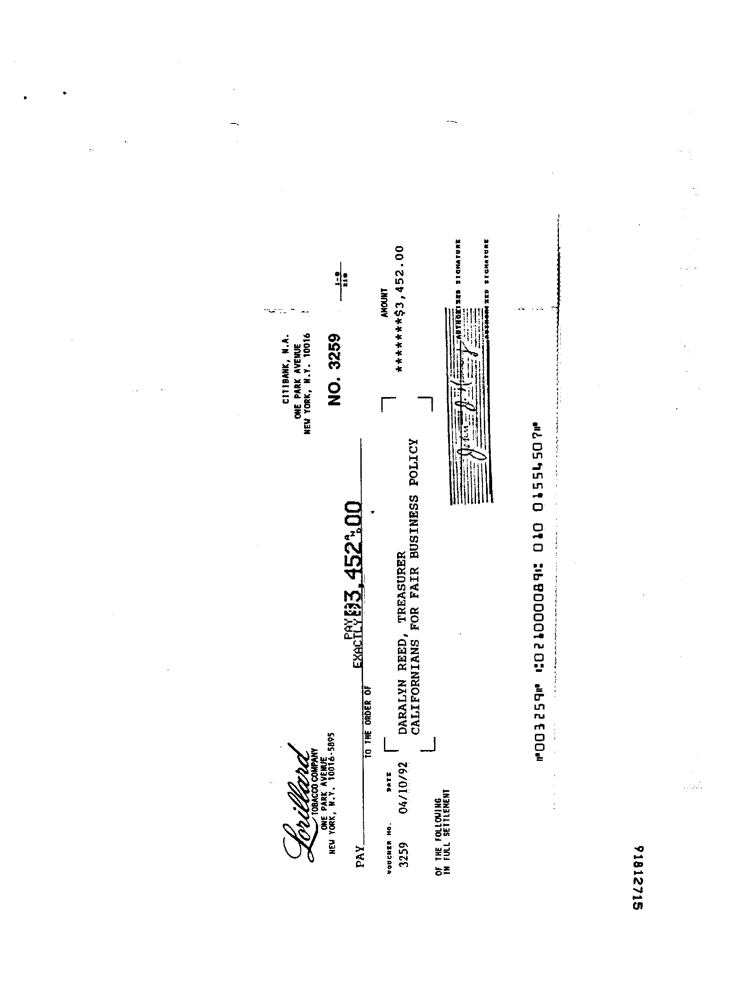 Lorillard
TOBACCO COMPANY
ONE PARK AVENUE
NEW YORK, N.Y. 10016-5895
CITIBANK, N.A.
ONE PARK AVENUE
NEW YORK, N.Y. 10016
NO. 3259
1-8
210
PAY
PAY
EXACTLY $3,452.00
TO THE ORDER OF
VOUCHER NO. DATE
3259 04/10/92
DARALYN REED, TREASURER
CALIFORNIANS FOR FAIR BUSINESS POLICY
AMOUNT
*******$3,452.00
OF THE FOLLOWING
IN FULL SETTLEMENT
AUTHORIZED SIGNATURE
AUTHORIZED SIGNATURE
⑈003259⑈ ⑆021000089⑆ 010 01554507⑈
91812715